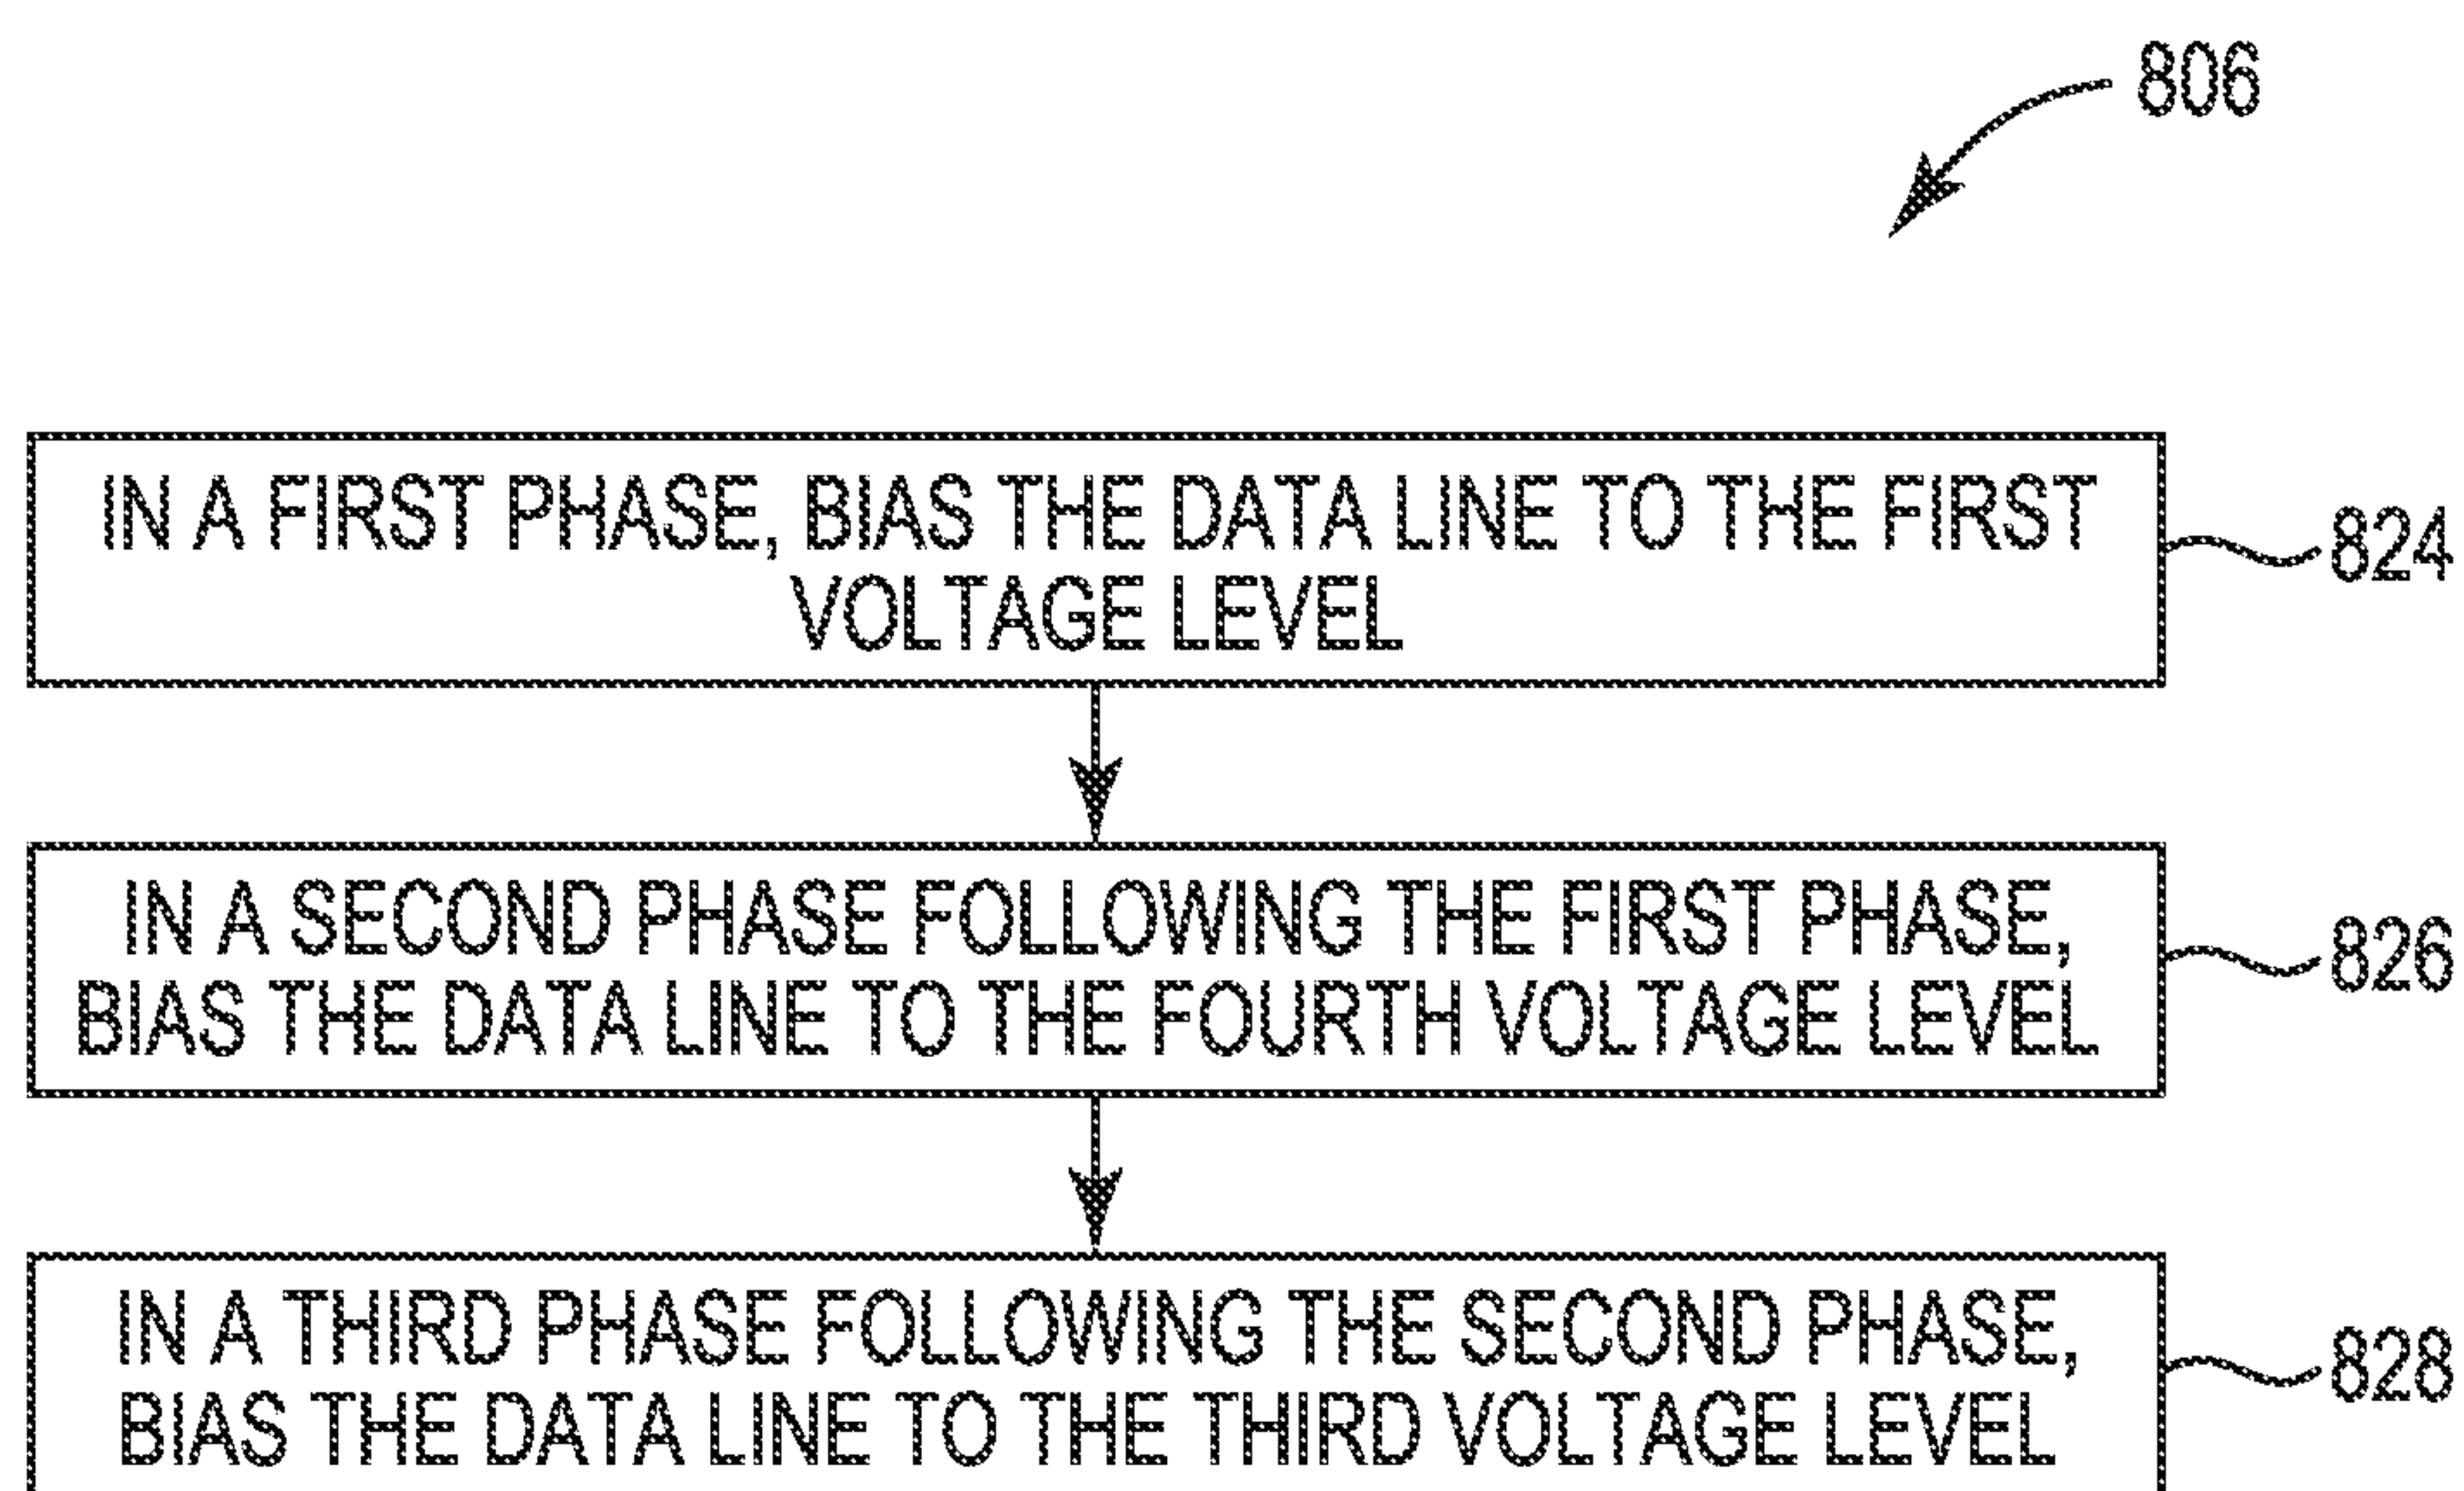 806
IN A FIRST PHASE, BIAS THE DATA LINE TO THE FIRST
VOLTAGE LEVEL
824
IN A SECOND PHASE FOLLOWING THE FIRST PHASE,
BIAS THE DATA LINE TO THE FOURTH VOLTAGE LEVEL
826
IN A THIRD PHASE FOLLOWING THE SECOND PHASE,
BIAS THE DATA LINE TO THE THIRD VOLTAGE LEVEL
828